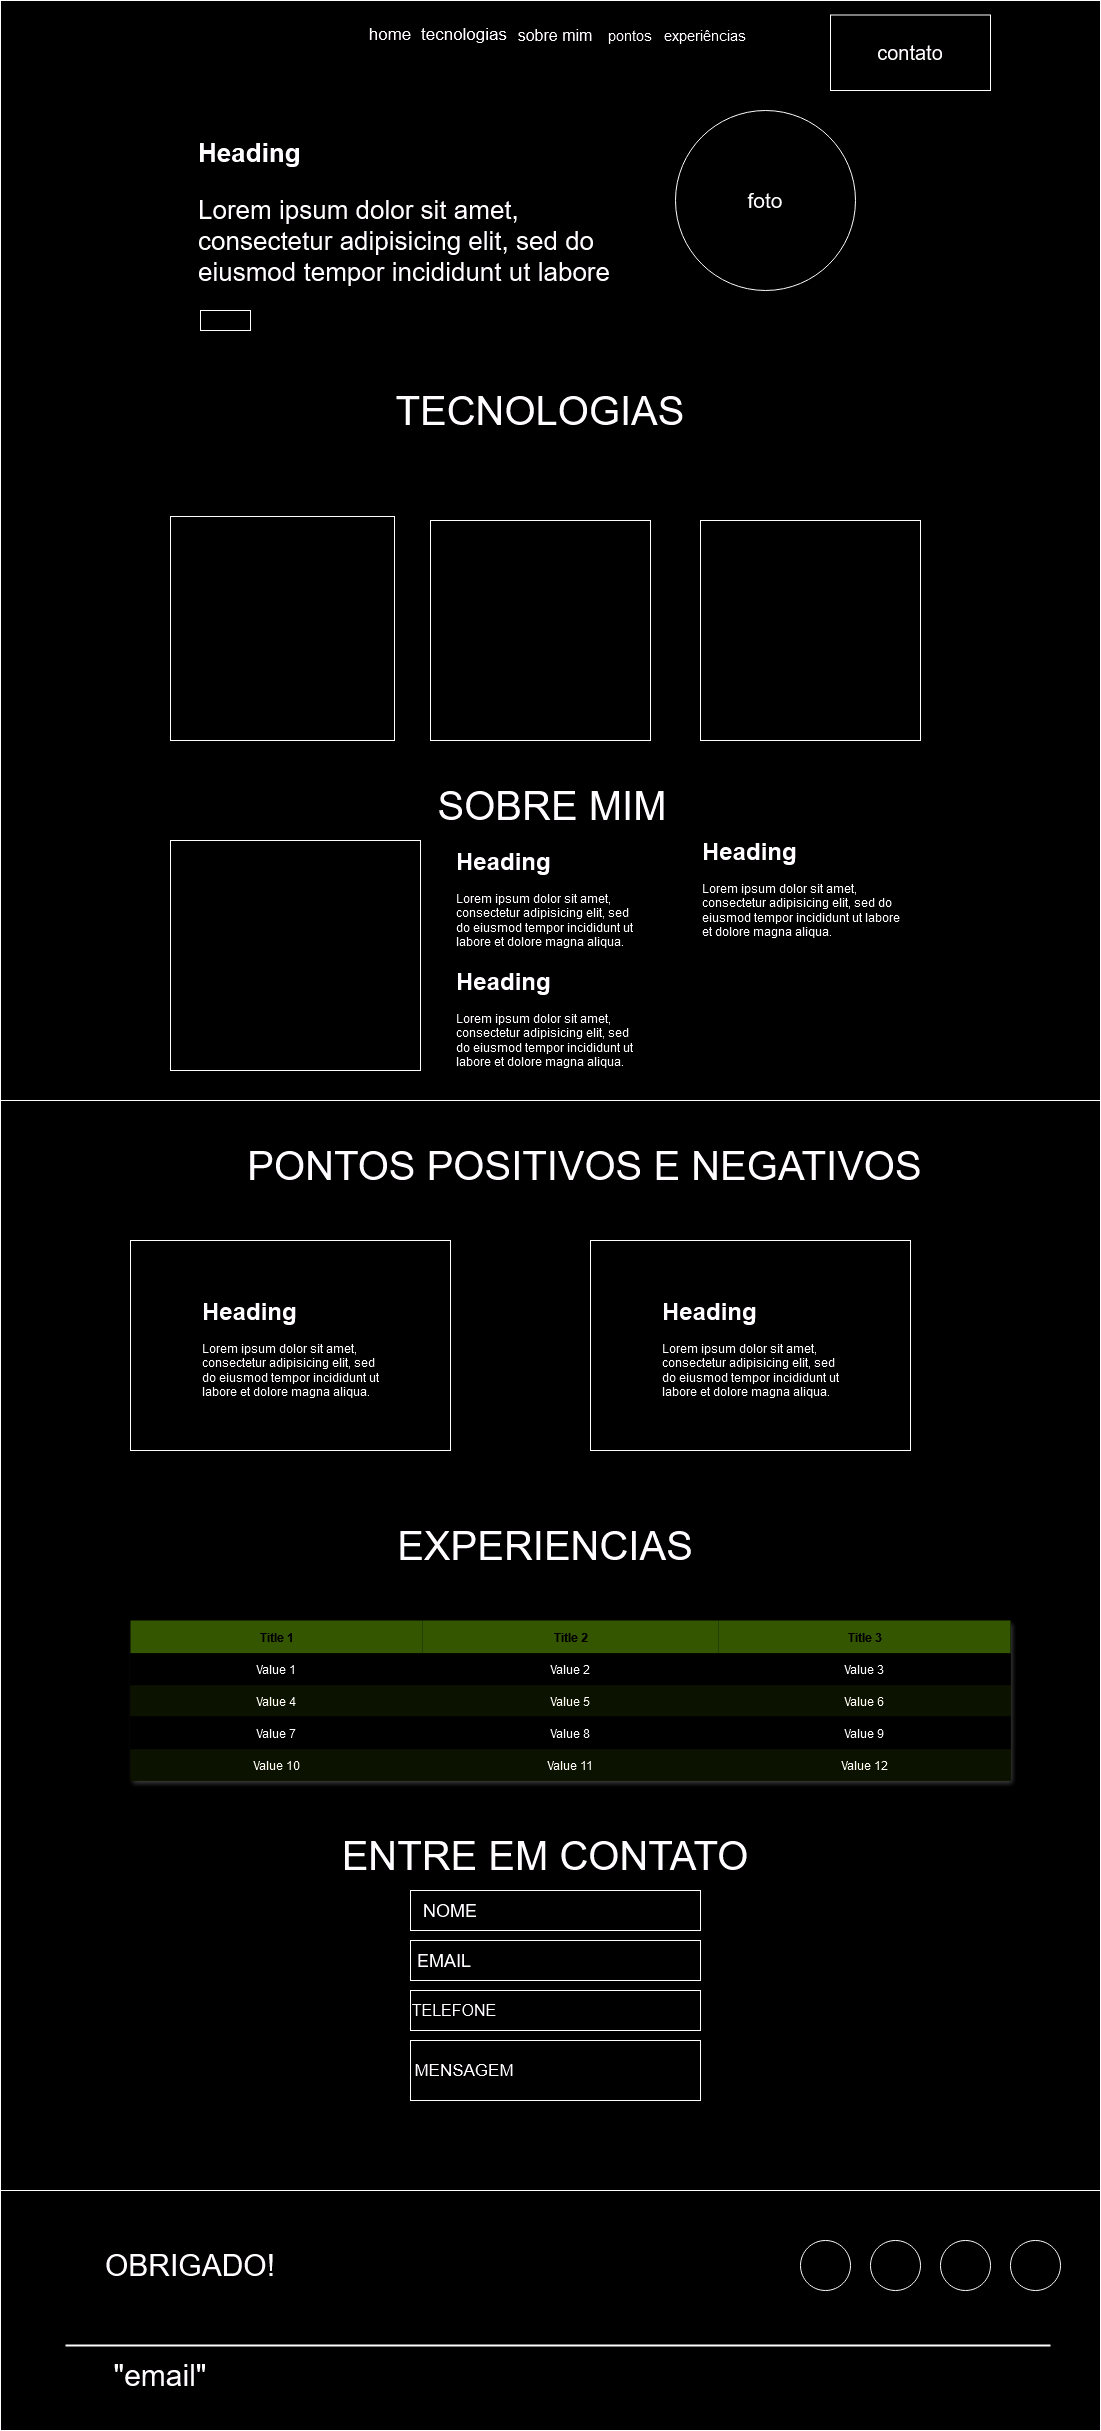 home tecnologias sobre mim pontos experiências
contato
Heading
Lorem ipsum dolor sit amet,
consectetur adipisicing elit, sed do
eiusmod tempor incididunt ut labore
foto
TECNOLOGIAS
SOBRE MIM
Heading
Lorem ipsum dolor sit amet,
consectetur adipisicing elit, sed
do eiusmod tempor incididunt ut
labore et dolore magna aliqua.
Heading
Lorem ipsum dolor sit amet,
consectetur adipisicing elit, sed
do eiusmod tempor incididunt ut
labore et dolore magna aliqua.
Heading
Lorem ipsum dolor sit amet,
consectetur adipisicing elit, sed do
eiusmod tempor incididunt ut labore
et dolore magna aliqua.
PONTOS POSITIVOS E NEGATIVOS
Heading
Lorem ipsum dolor sit amet,
consectetur adipisicing elit, sed
do eiusmod tempor incididunt ut
labore et dolore magna aliqua.
Heading
Lorem ipsum dolor sit amet,
consectetur adipisicing elit, sed
do eiusmod tempor incididunt ut
labore et dolore magna aliqua.
EXPERIENCIAS
Title 1 Title 2 Title 3
Value 1 Value 2 Value 3
Value 4 Value 5 Value 6
Value 7 Value 8 Value 9
Value 10 Value 11 Value 12
ENTRE EM CONTATO
NOME
EMAIL
TELEFONE
MENSAGEM
OBRIGADO!
"email"